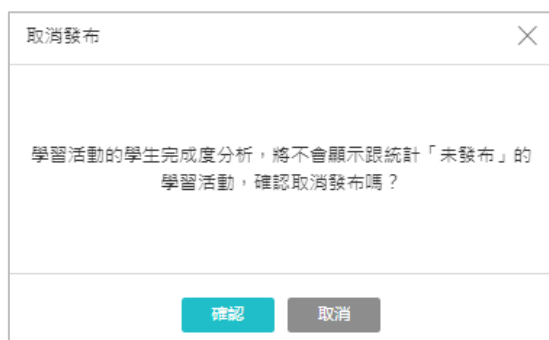 取消發布
學習活動的學生完成度分析，將不會顯示跟統計「未發布」的
學習活動，確認取消發布嗎？
確認
取消